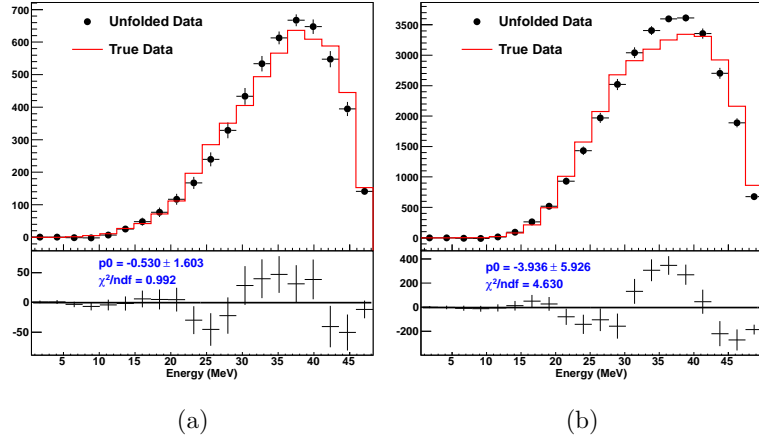 700
600
500
400
300
200
100
0
Unfolded Data
True Data
50
0
-50
p0 = -0.530 ± 1.603
χ²/ndf = 0.992
5 10 15 20 25 30 35 40 45
Energy (MeV)
(a)
3500
3000
2500
2000
1500
1000
500
0
Unfolded Data
True Data
400
200
0
-200
p0 = -3.936 ± 5.926
χ²/ndf = 4.630
5 10 15 20 25 30 35 40 45
Energy (MeV)
(b)